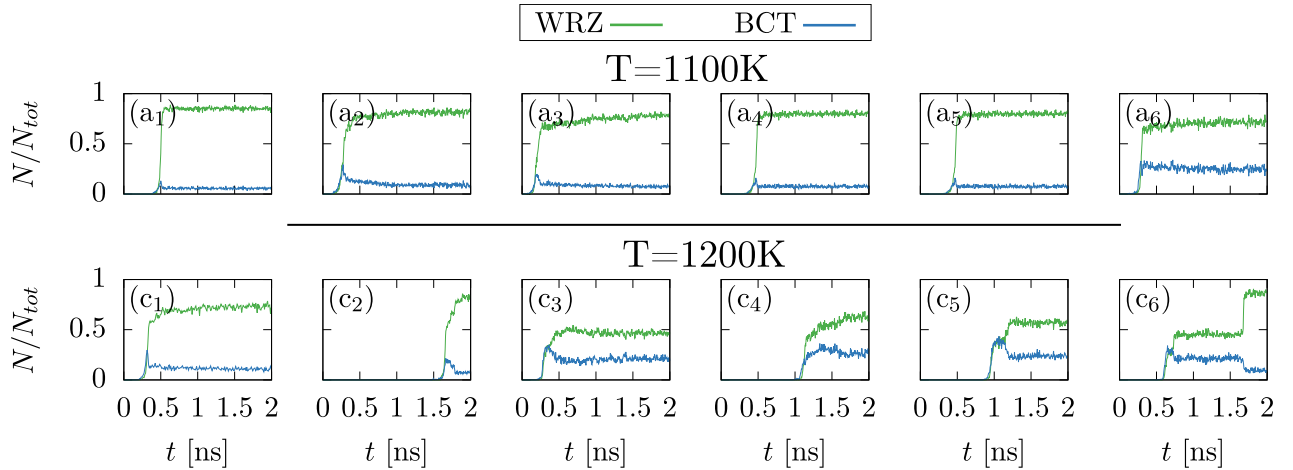 WRZ BCT
T=1100K
N/N_tot
1
0.5
0
(a₁) (a₂) (a₃) (a₄) (a₅) (a₆)
T=1200K
N/N_tot
1
0.5
0
(c₁) (c₂) (c₃) (c₄) (c₅) (c₆)
0 0.5 1 1.5 2 0 0.5 1 1.5 2 0 0.5 1 1.5 2 0 0.5 1 1.5 2 0 0.5 1 1.5 2 0 0.5 1 1.5 2
t [ns] t [ns] t [ns] t [ns] t [ns] t [ns]